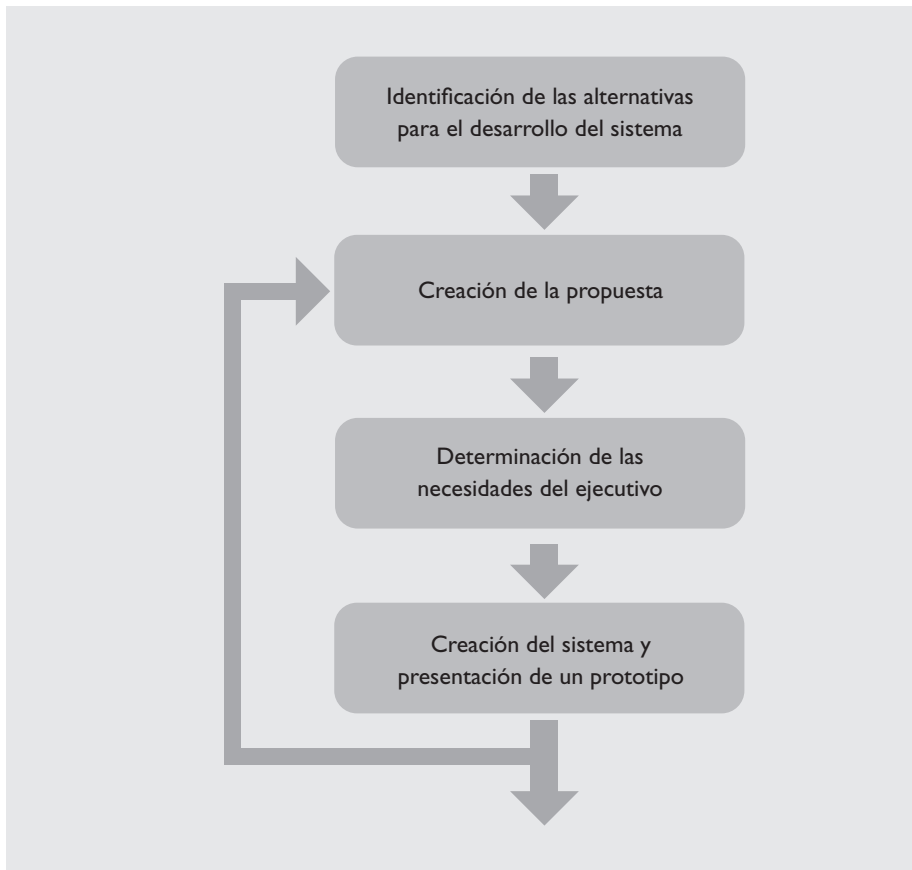 Identificación de las alternativas
para el desarrollo del sistema
Creación de la propuesta
Determinación de las
necesidades del ejecutivo
Creación del sistema y
presentación de un prototipo